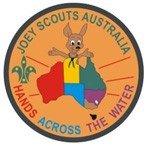 JOEY SCOUTS AUSTRALIA
HANDS ACROSS THE WATER